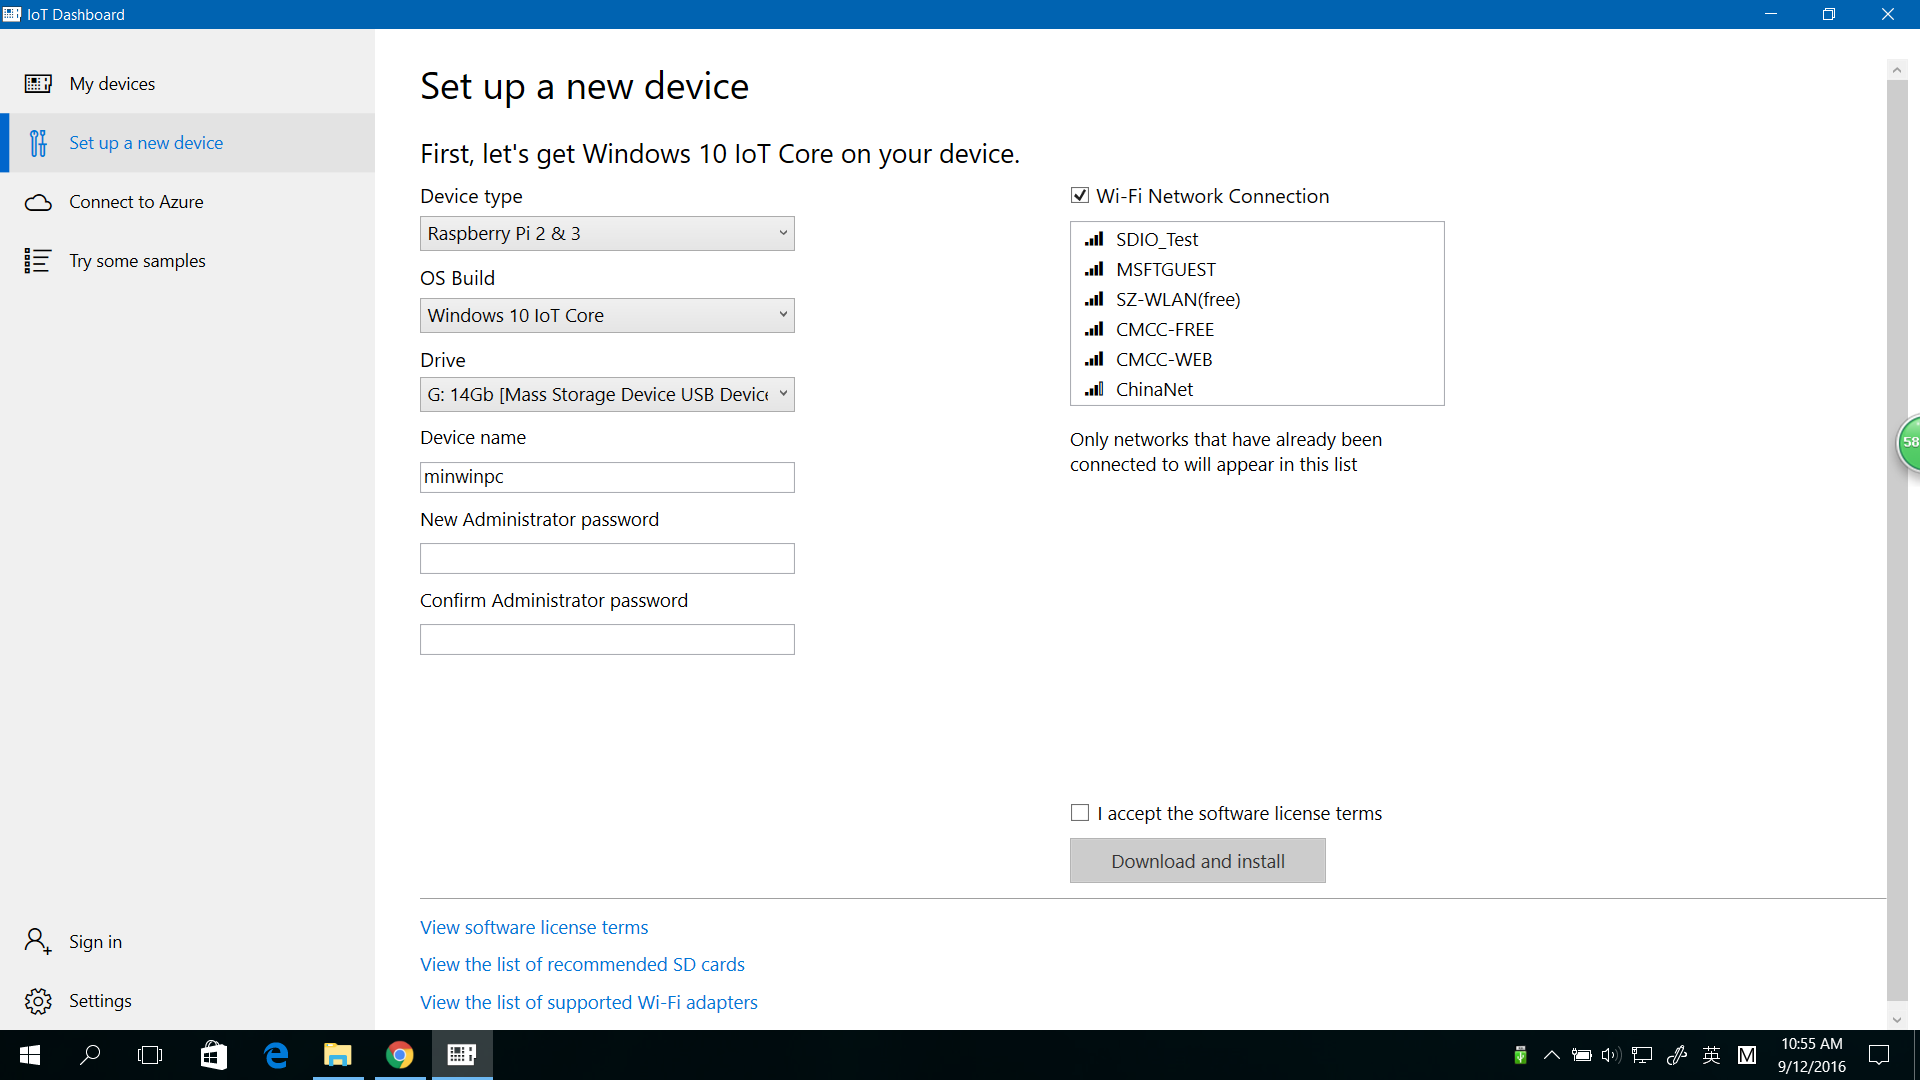 IoT Dashboard
My devices
Set up a new device
Connect to Azure
Try some samples
Sign in
Settings
Set up a new device
First, let's get Windows 10 IoT Core on your device.
Device type
Raspberry Pi 2 & 3
OS Build
Windows 10 IoT Core
Drive
G: 14Gb [Mass Storage Device USB Device
Device name
minwinpc
New Administrator password
Confirm Administrator password
Wi-Fi Network Connection
SDIO_Test
MSFTGUEST
SZ-WLAN(free)
CMCC-FREE
CMCC-WEB
ChinaNet
Only networks that have already been
connected to will appear in this list
58
I accept the software license terms
Download and install
View software license terms
View the list of recommended SD cards
View the list of supported Wi-Fi adapters
英
M
10:55 AM
9/12/2016